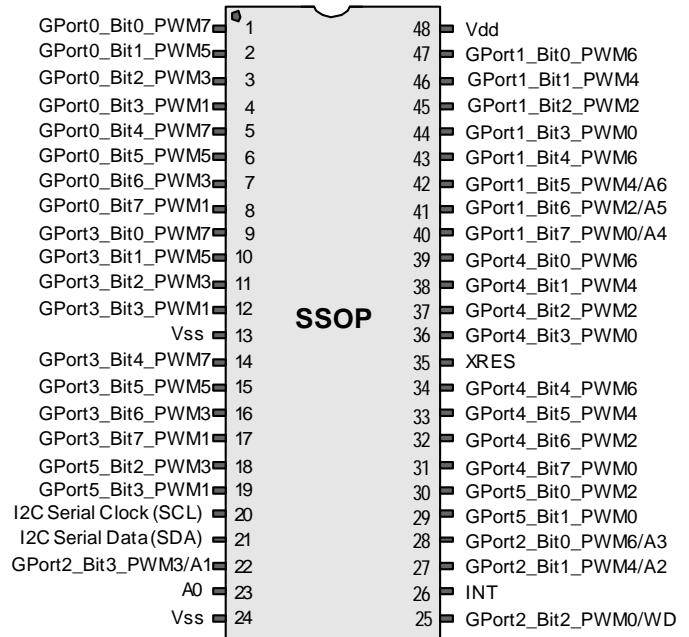 GPort0_Bit0_PWM7 1 48 Vdd
GPort0_Bit1_PWM5 2 47 GPort1_Bit0_PWM6
GPort0_Bit2_PWM3 3 46 GPort1_Bit1_PWM4
GPort0_Bit3_PWM1 4 45 GPort1_Bit2_PWM2
GPort0_Bit4_PWM7 5 44 GPort1_Bit3_PWM0
GPort0_Bit5_PWM5 6 43 GPort1_Bit4_PWM6
GPort0_Bit6_PWM3 7 42 GPort1_Bit5_PWM4/A6
GPort0_Bit7_PWM1 8 41 GPort1_Bit6_PWM2/A5
GPort3_Bit0_PWM7 9 40 GPort1_Bit7_PWM0/A4
GPort3_Bit1_PWM5 10 39 GPort4_Bit0_PWM6
GPort3_Bit2_PWM3 11 38 GPort4_Bit1_PWM4
GPort3_Bit3_PWM1 12 37 GPort4_Bit2_PWM2
SSOP
Vss 13 36 GPort4_Bit3_PWM0
GPort3_Bit4_PWM7 14 35 XRES
GPort3_Bit5_PWM5 15 34 GPort4_Bit4_PWM6
GPort3_Bit6_PWM3 16 33 GPort4_Bit5_PWM4
GPort3_Bit7_PWM1 17 32 GPort4_Bit6_PWM2
GPort5_Bit2_PWM3 18 31 GPort4_Bit7_PWM0
GPort5_Bit3_PWM1 19 30 GPort5_Bit0_PWM2
I2C Serial Clock (SCL) 20 29 GPort5_Bit1_PWM0
I2C Serial Data (SDA) 21 28 GPort2_Bit0_PWM6/A3
GPort2_Bit3_PWM3/A1 22 27 GPort2_Bit1_PWM4/A2
A0 23 26 INT
Vss 24 25 GPort2_Bit2_PWM0/WD